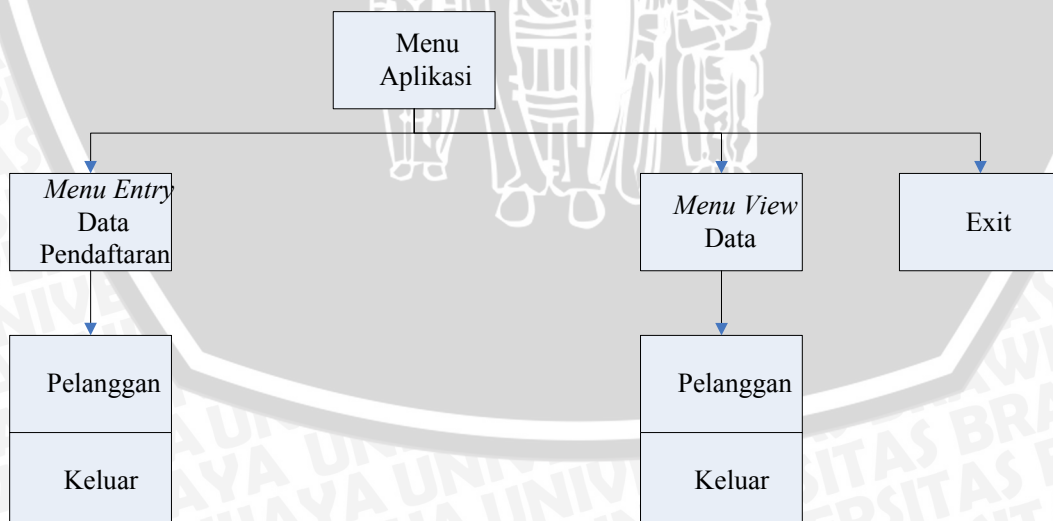 Menu
Aplikasi
Menu Entry
Data
Pendaftaran
Menu View
Data
Exit
Pelanggan
Pelanggan
Keluar
Keluar